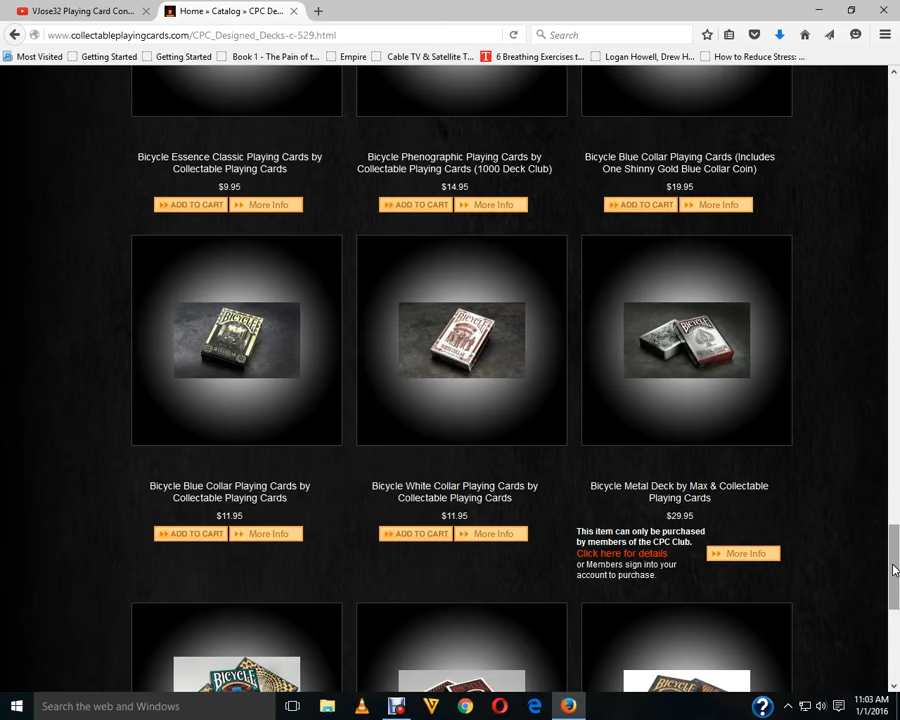 VJose32 Playing Card Con...
Home » Catalog » CPC De...
www.collectableplayingcards.com/CPC_Designed_Decks-c-529.html
Search
Most Visited
Getting Started
Getting Started
Book 1 - The Pain of t...
Empire
Cable TV & Satellite T...
6 Breathing Exercises t...
Logan Howell, Drew H...
How to Reduce Stress: ...
Bicycle Essence Classic Playing Cards by
Collectable Playing Cards
$9.95
ADD TO CART
More Info
Bicycle Phenographic Playing Cards by
Collectable Playing Cards (1000 Deck Club)
$14.95
ADD TO CART
More Info
Bicycle Blue Collar Playing Cards (Includes
One Shinny Gold Blue Collar Coin)
$19.95
ADD TO CART
More Info
BICYCLE
BICYCLE
WHITE COLLAR
BICYCLE
Bicycle Blue Collar Playing Cards by
Collectable Playing Cards
$11.95
ADD TO CART
More Info
Bicycle White Collar Playing Cards by
Collectable Playing Cards
$11.95
ADD TO CART
More Info
Bicycle Metal Deck by Max & Collectable
Playing Cards
$29.95
This item can only be purchased
by members of the CPC Club.
Click here for details
or Members sign into your
account to purchase.
More Info
BICYCLE
BICYCLE
BICYCLE
Search the web and Windows
11:03 AM
1/1/2016